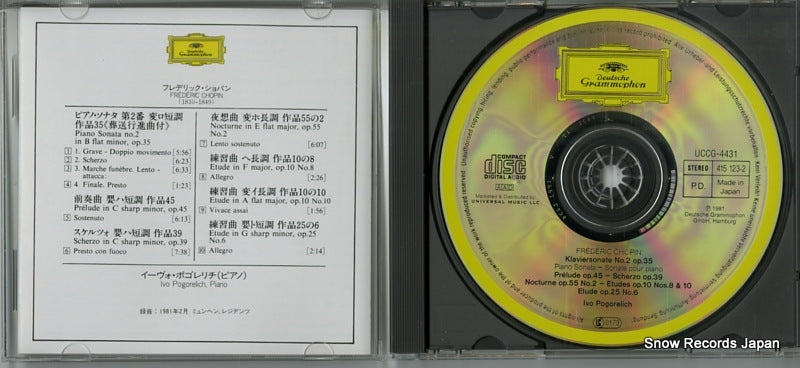 Deutsche
Grammophon
フレデリック・ショパン
FRÉDÉRIC CHOPIN
(1810-1849)
ピアノ・ソナタ 第2番 変ロ短調
作品35《葬送行進曲付》
Piano Sonata no.2
in B flat minor, op.35
1 1. Grave - Doppio movimento [5:56]
2 2. Scherzo [6:23]
3 3. Marche funèbre. Lento - [8:33]
attacca:
4 4. Finale. Presto [1:23]
前奏曲 嬰ハ短調 作品45
Prélude in C sharp minor, op.45
5 Sostenuto [6:13]
スケルツォ 嬰ハ短調 作品39
Scherzo in C sharp minor, op.39
6 Presto con fuoco [7:38]
夜想曲 変ホ長調 作品55の2
Nocturne in E flat major, op.55
No.2
7 Lento sostenuto [6:07]
練習曲 ヘ長調 作品10の8
Etude in F major, op.10 No.8
8 Allegro [2:26]
練習曲 変イ長調 作品10の10
Etude in A flat major, op.10 No.10
9 Vivace assai [1:56]
練習曲 嬰ト短調 作品25の6
Etude in G sharp minor, op.25
No.6
10 Allegro [2:14]
イーヴォ・ポゴレリチ(ピアノ)
Ivo Pogorelich, Piano
録音：1981年2月 ミュンヘン、レジデンツ
Deutsche
Grammophon
COMPACT
disc
DIGITAL AUDIO
AAD
Marketed & Distributed by
UNIVERSAL MUSIC LLC
UCCG-4431
STEREO 415 123-2
P.D. Made in
Japan
℗ 1981
Deutsche Grammophon
GmbH, Hamburg
FRÉDÉRIC CHOPIN
Klaviersonate No.2 op.35
Piano Sonata – Sonate pour piano
Prélude op.45 – Scherzo op.39
Nocturne op.55 No.2 – Etudes op.10 Nos.8 & 10
Etude op.25 No.6
Ivo Pogorelich
0173
Snow Records Japan